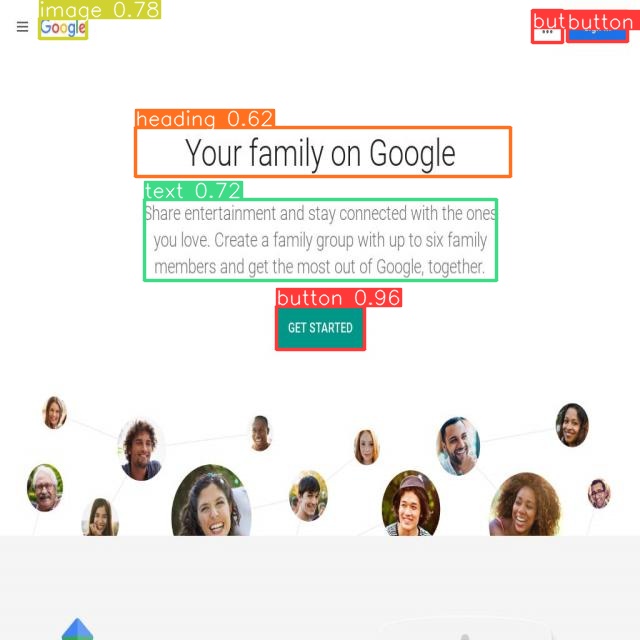 image 0.78
Google
but
button
heading 0.62
Your family on Google
text 0.72
Share entertainment and stay connected with the ones
you love. Create a family group with up to six family
members and get the most out of Google, together.
button 0.96
GET STARTED